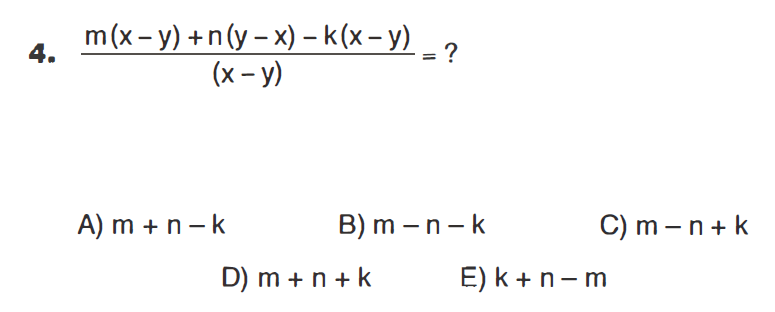 4. m(x – y) + n(y – x) – k(x – y)
(x – y)
= ?
A) m + n – k B) m – n – k C) m – n + k
D) m + n + k E) k + n – m